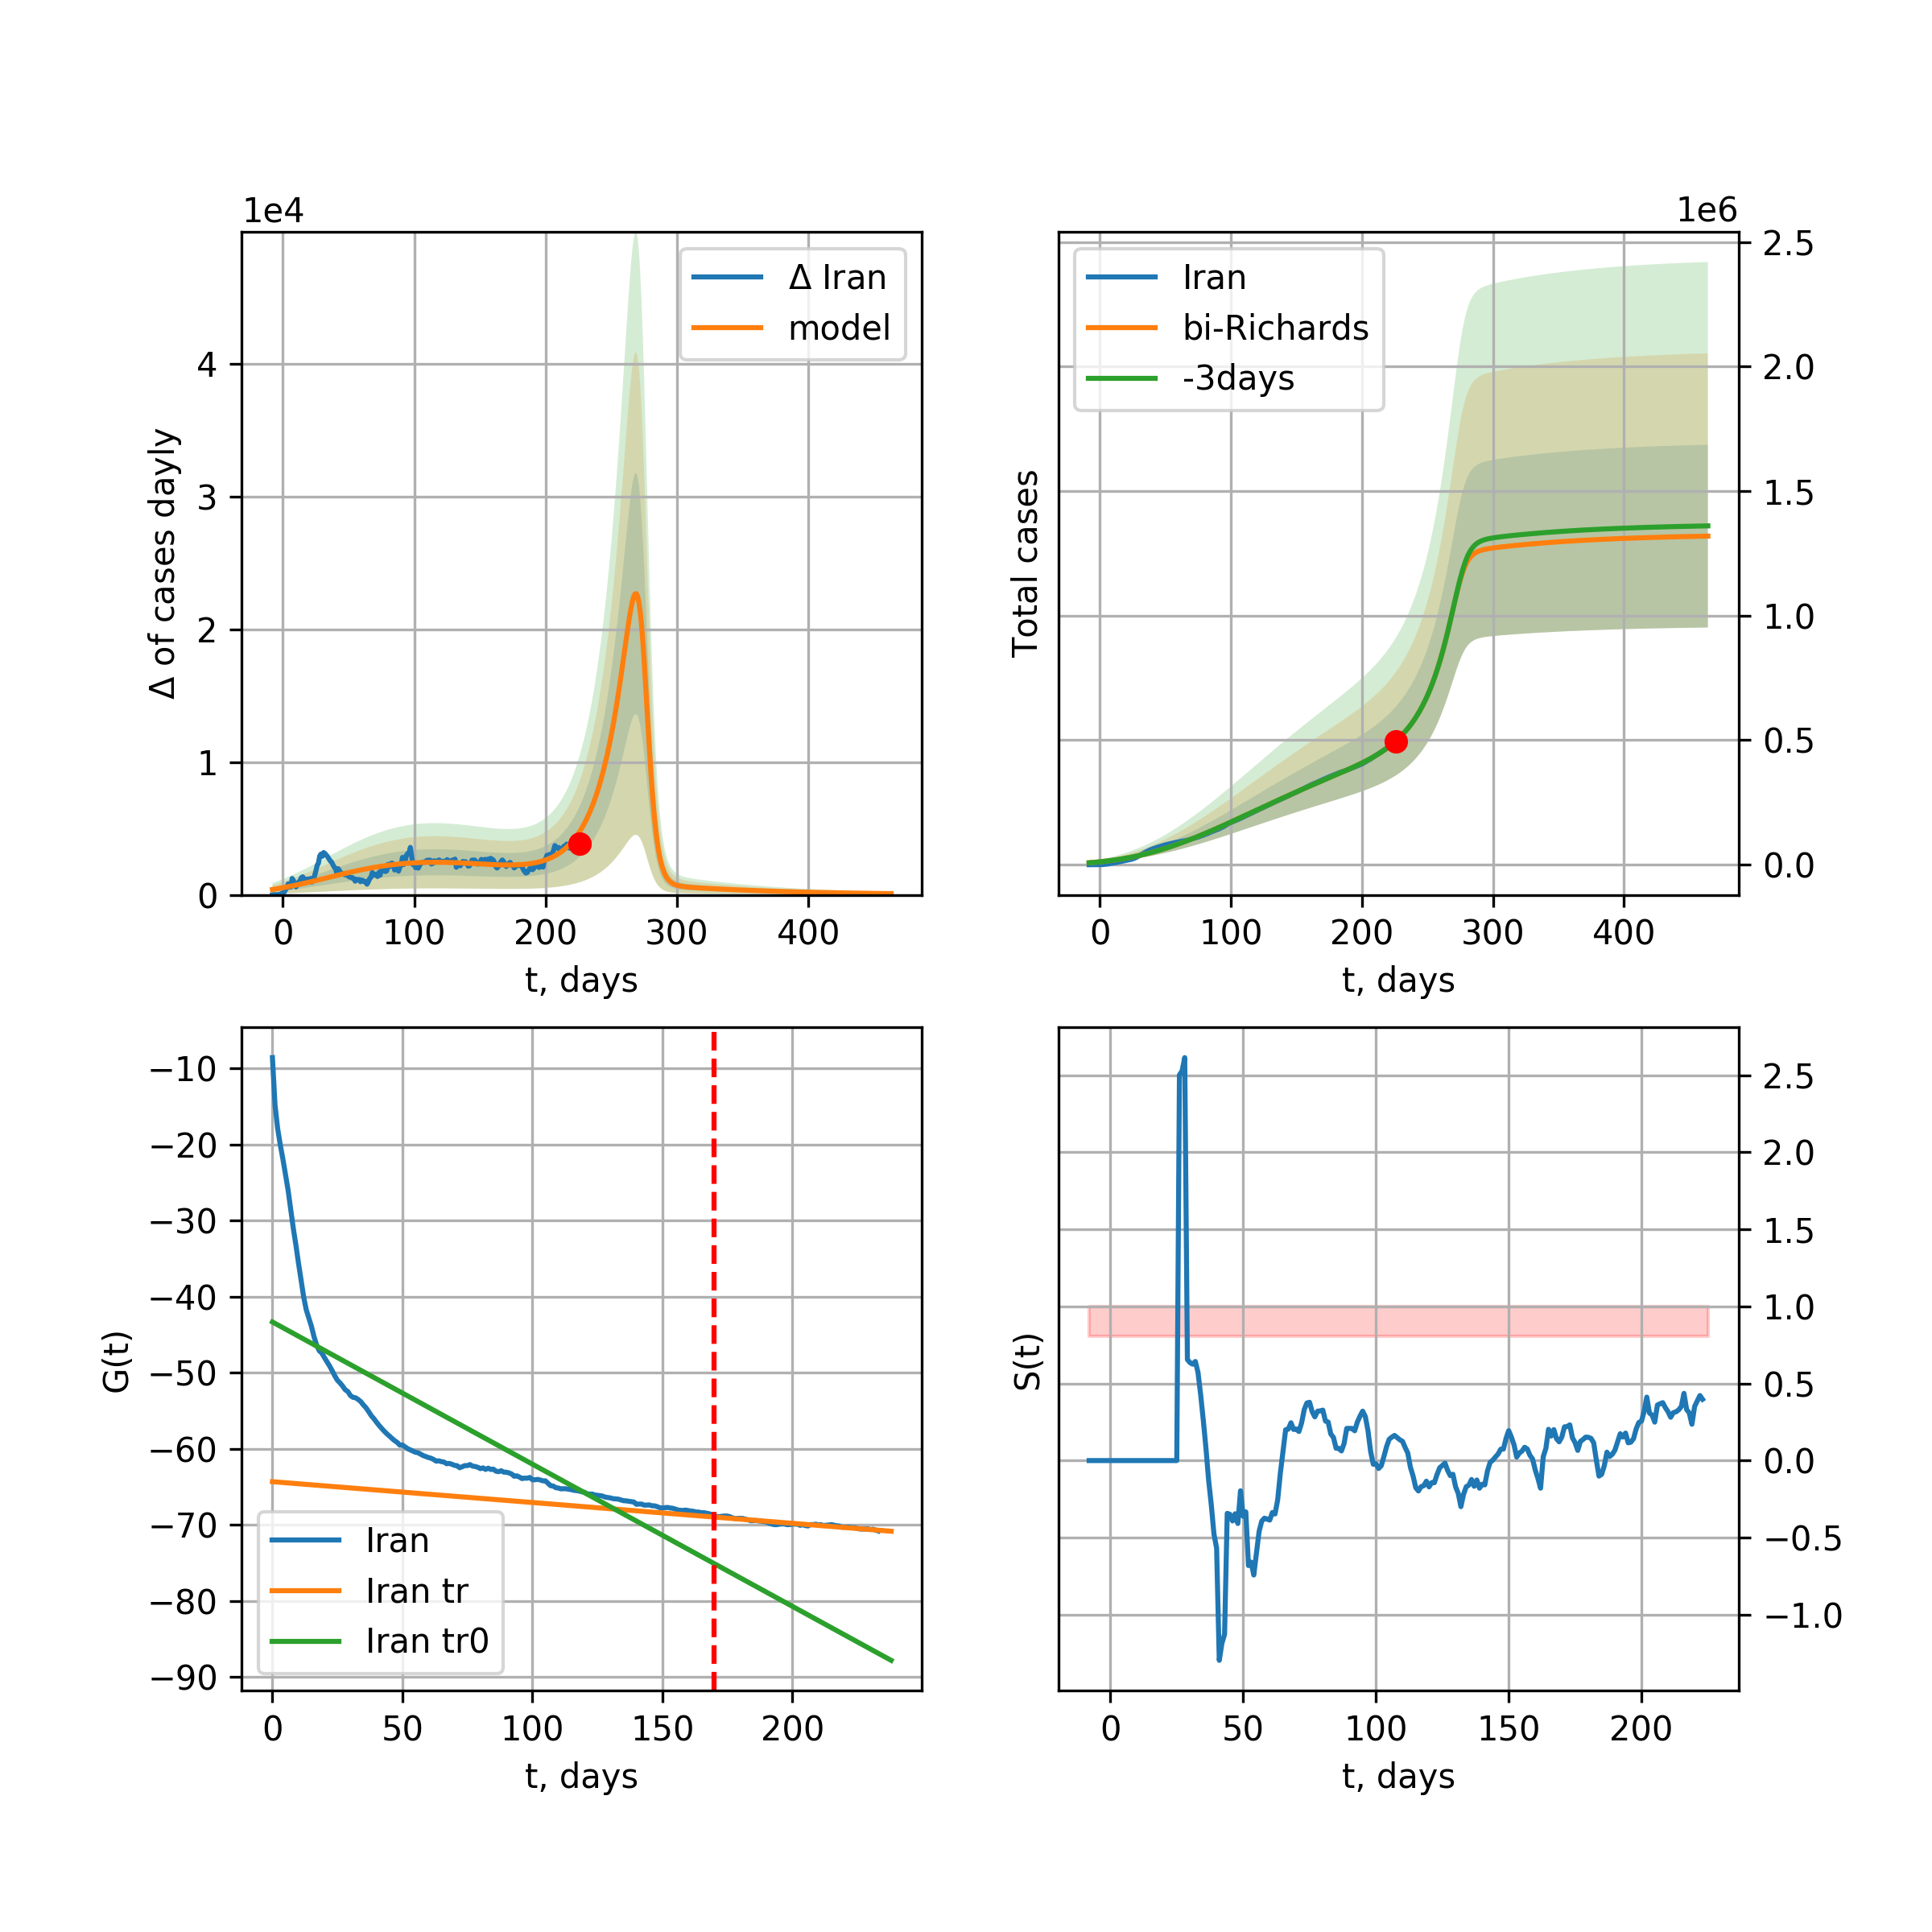 1e4
Δ of cases dayly
4
3
2
1
0
Δ Iran
model
0 100 200 300 400
t, days
1e6
Total cases
Iran
bi-Richards
-3days
2.5
2.0
1.5
1.0
0.5
0.0
0 100 200 300 400
t, days
G(t)
−10
−20
−30
−40
−50
−60
−70
−80
−90
Iran
Iran tr
Iran tr0
0 50 100 150 200
t, days
S(t)
2.5
2.0
1.5
1.0
0.5
0.0
−0.5
−1.0
0 50 100 150 200
t, days